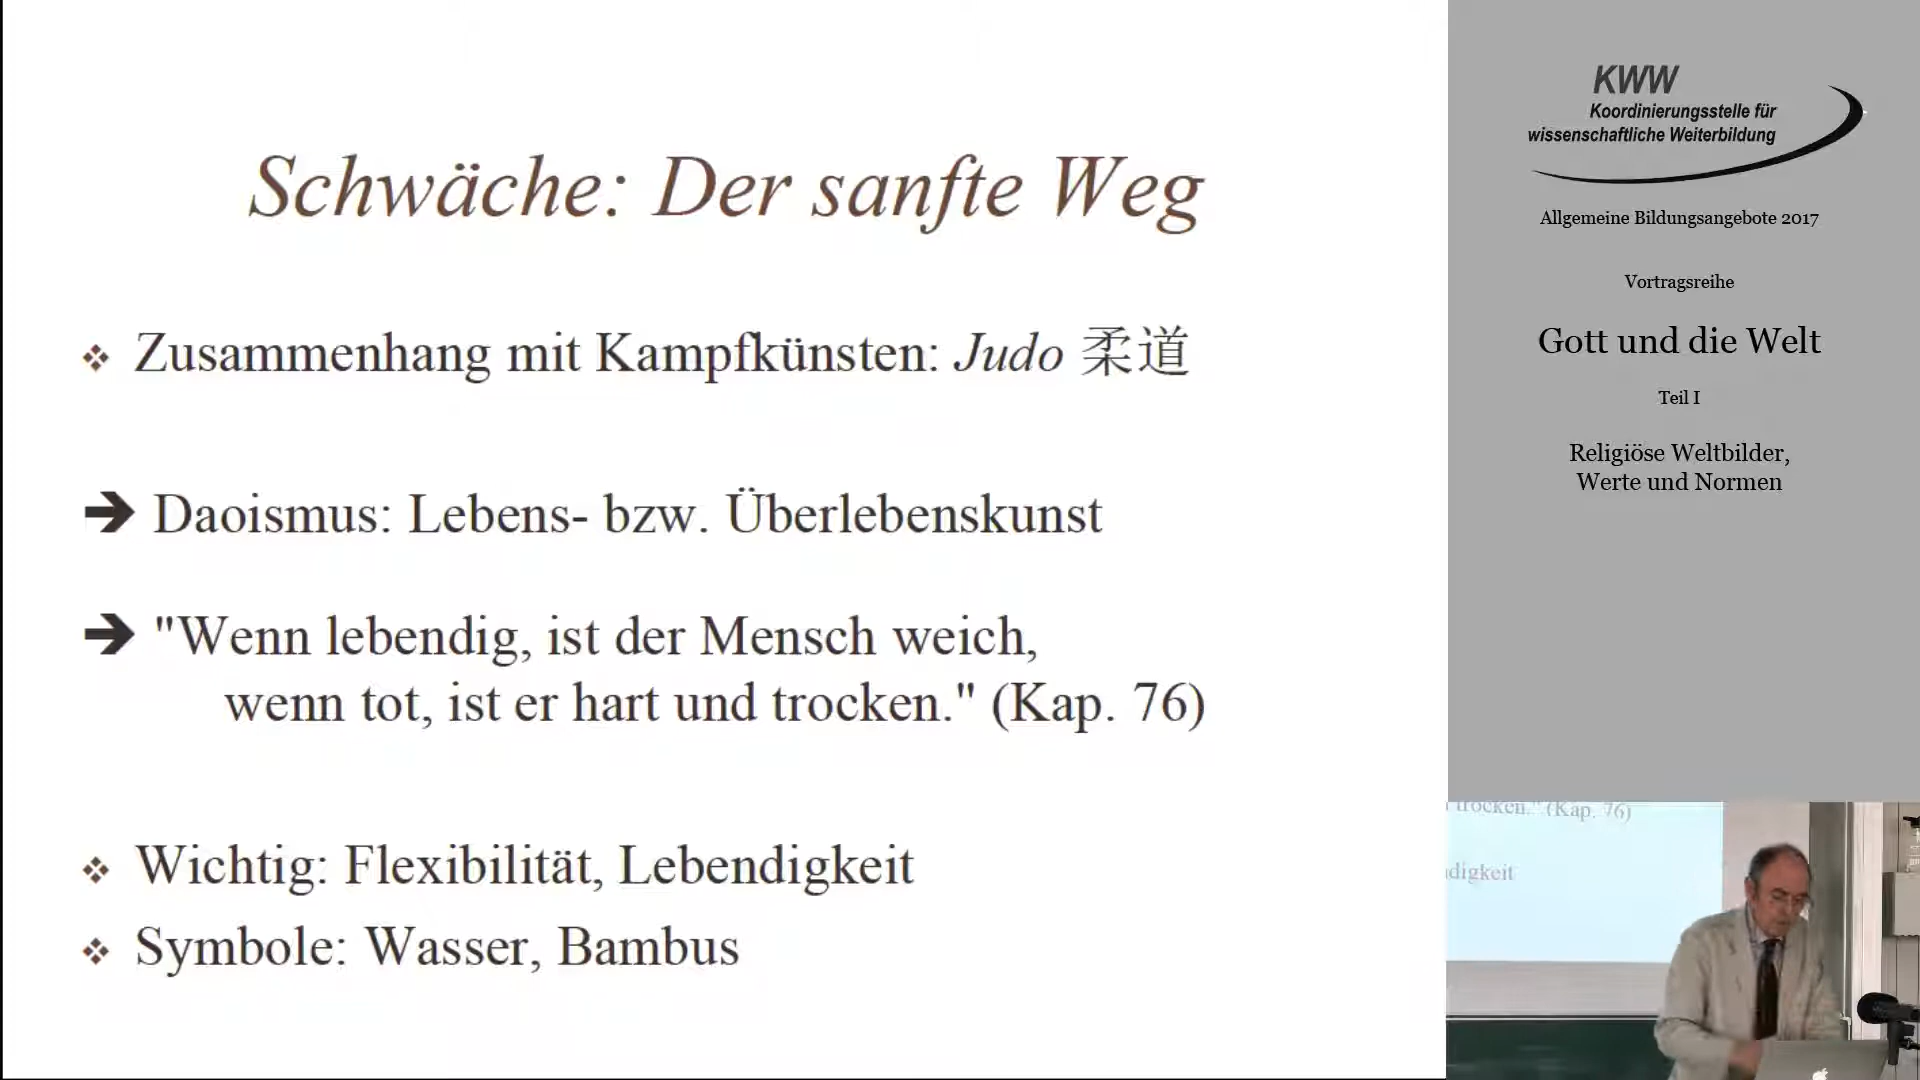 Schwäche: Der sanfte Weg
Zusammenhang mit Kampfkünsten: Judo 柔道
Daoismus: Lebens- bzw. Überlebenskunst
"Wenn lebendig, ist der Mensch weich,
wenn tot, ist er hart und trocken." (Kap. 76)
Wichtig: Flexibilität, Lebendigkeit
Symbole: Wasser, Bambus
KWW
Koordinierungsstelle für
wissenschaftliche Weiterbildung
Allgemeine Bildungsangebote 2017
Vortragsreihe
Gott und die Welt
Teil I
Religiöse Weltbilder,
Werte und Normen
trocken." (Kap. 76)
digkeit